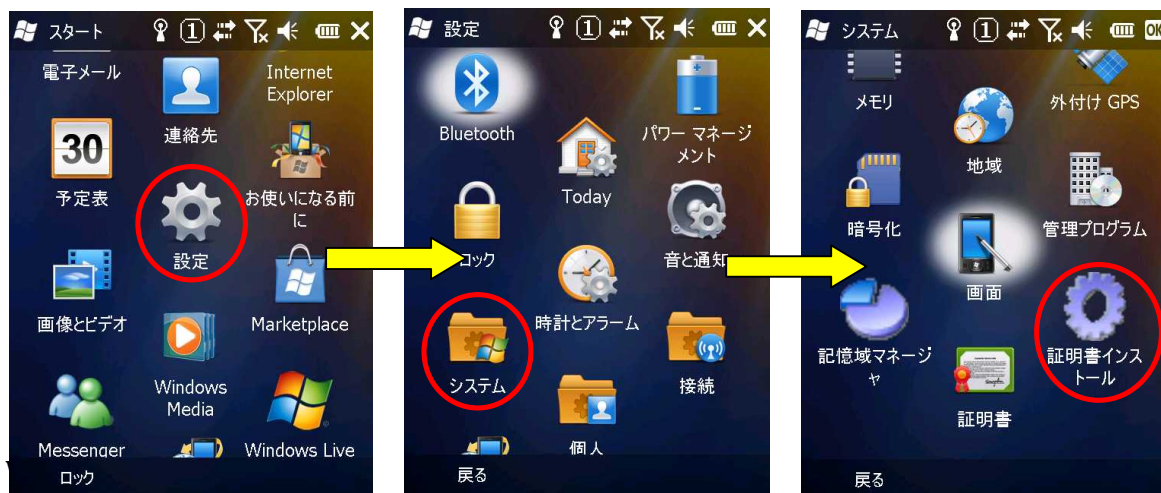 スタート
電子メール
Internet
Explorer
連絡先
30
予定表
お使いになる前
に
設定
画像とビデオ
Marketplace
Windows
Media
Messenger
Windows Live
ロック
設定
Bluetooth
パワー マネージ
メント
Today
ロック
音と通知
時計とアラーム
システム
接続
個人
戻る
システム
OK
メモリ
外付け GPS
地域
暗号化
管理プログラム
画面
記憶域マネージ
ャ
証明書インス
トール
証明書
戻る